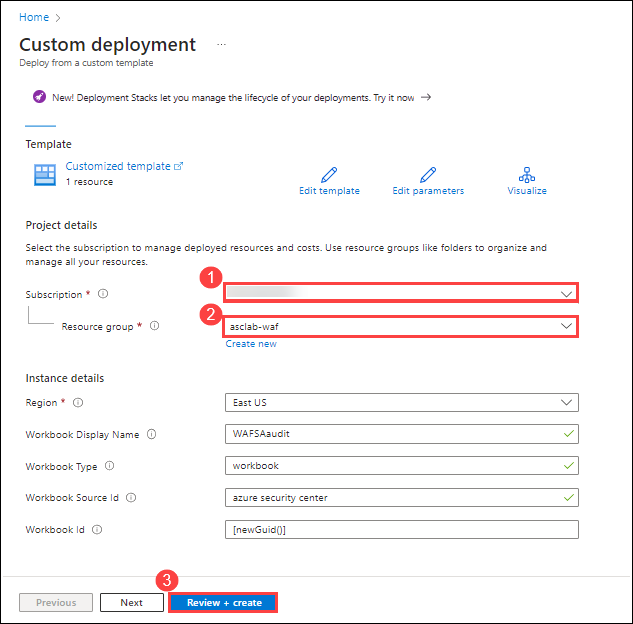 Home >
Custom deployment ...
Deploy from a custom template
New! Deployment Stacks let you manage the lifecycle of your deployments. Try it now →
Template
Customized template
1 resource
Edit template
Edit parameters
Visualize
Project details
Select the subscription to manage deployed resources and costs. Use resource groups like folders to organize and
manage all your resources.
1
Subscription *
2
Resource group * asclab-waf
Create new
Instance details
Region * East US
Workbook Display Name WAFSAaudit
Workbook Type workbook
Workbook Source Id azure security center
Workbook Id [newGuid()]
3
Previous Next Review + create